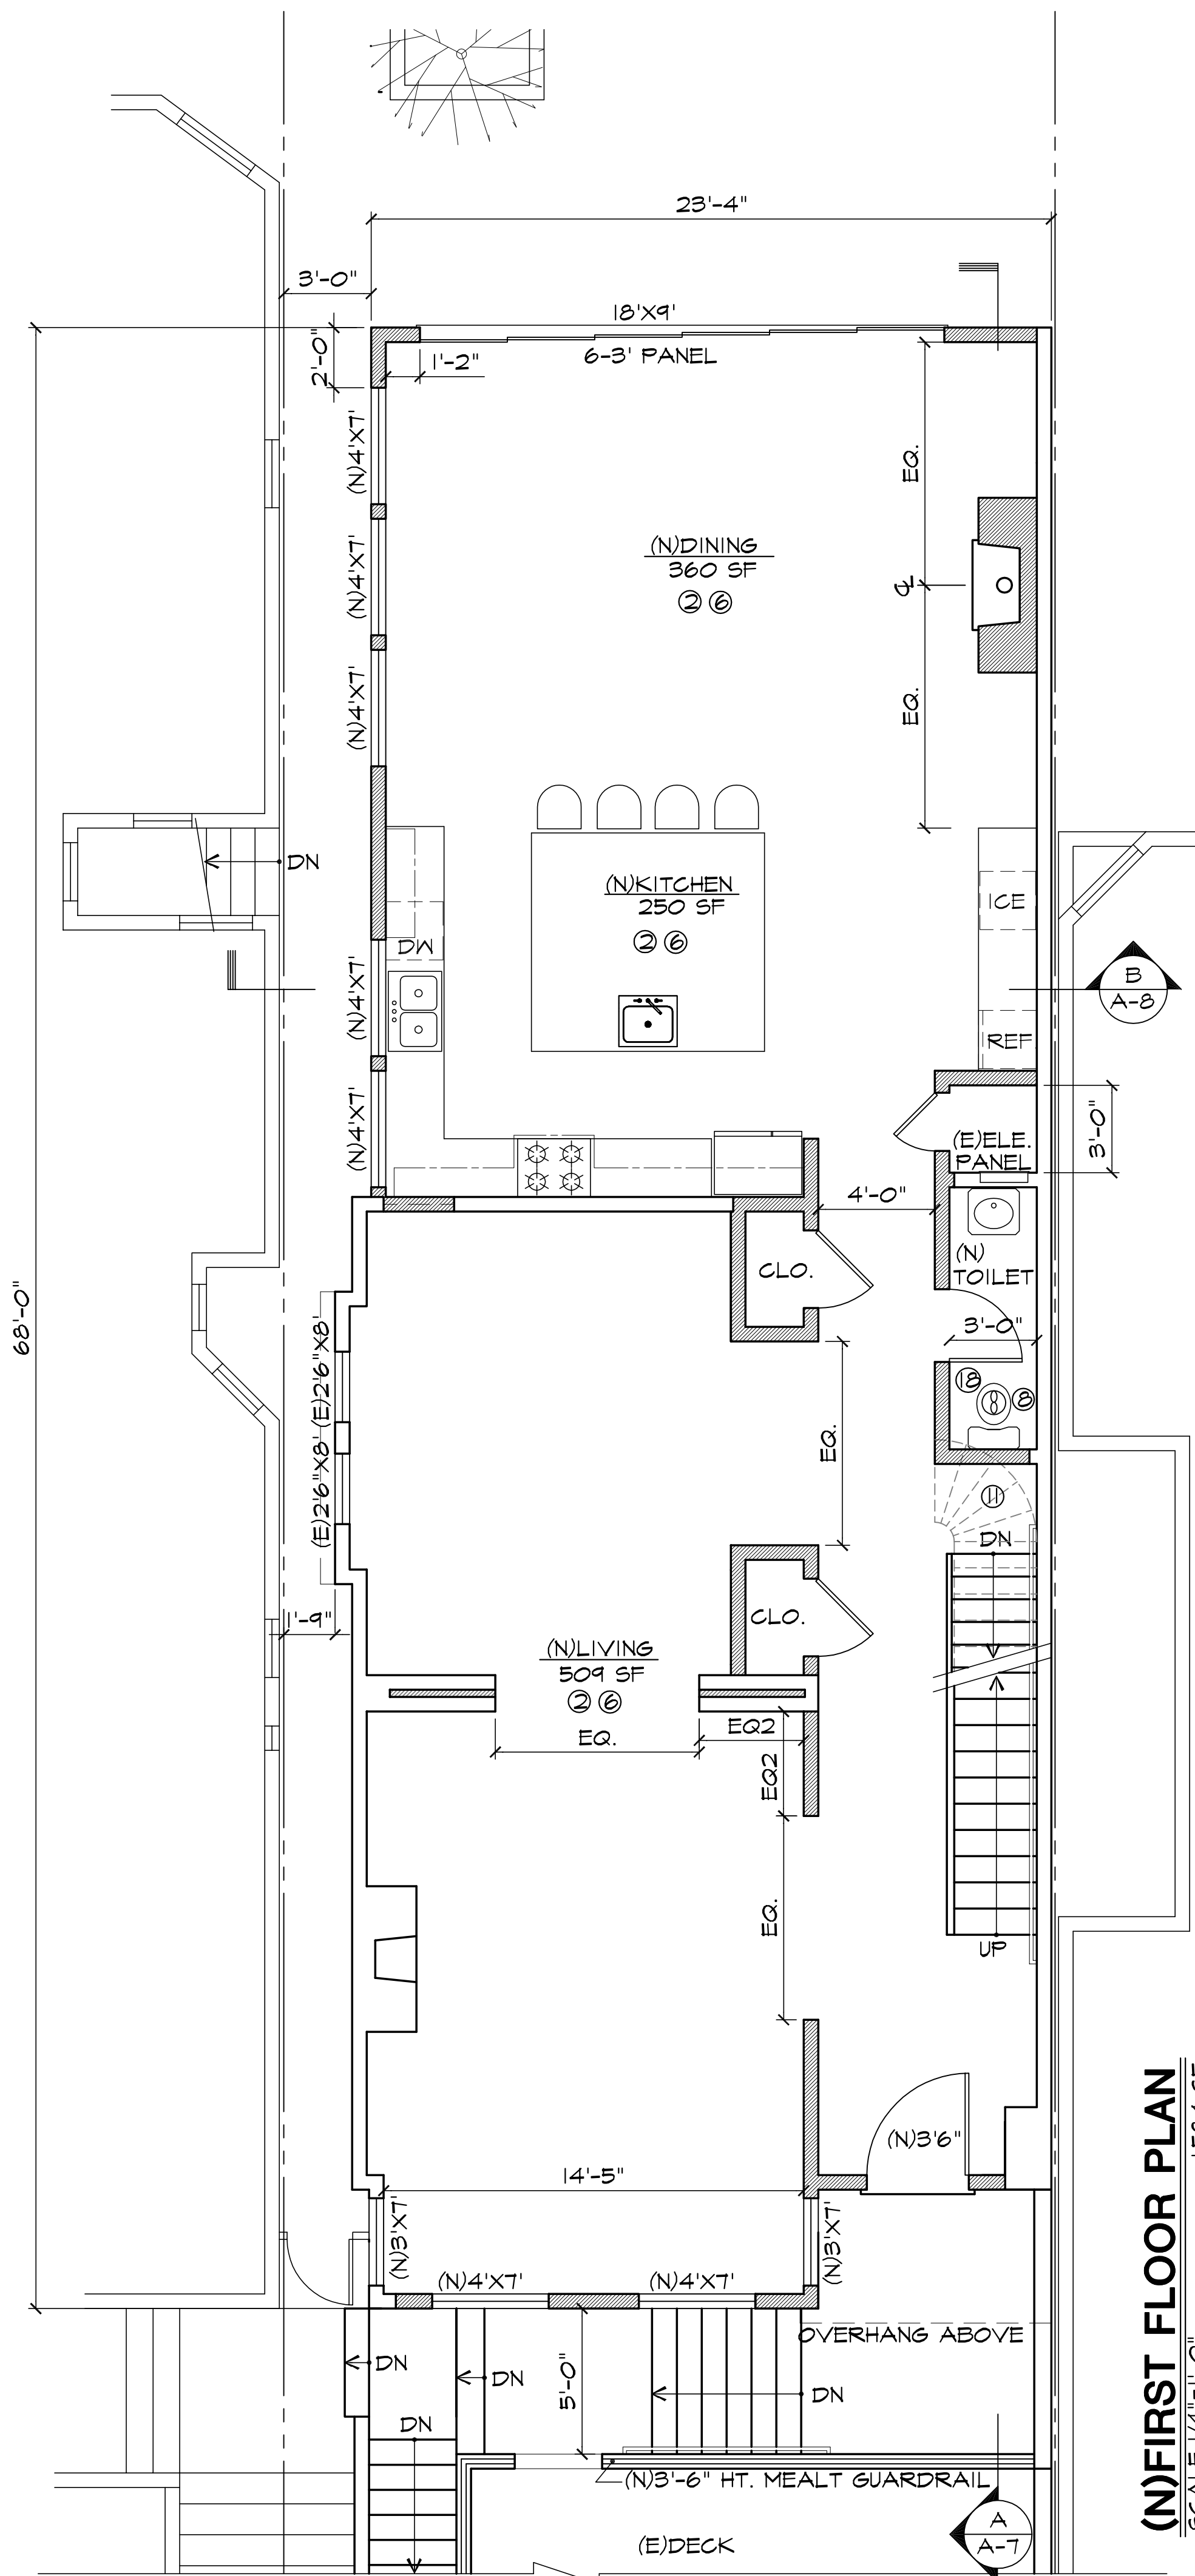 23'-4"
3'-0"
18'X9'
6-3' PANEL
2'-0"
1'-2"
(N)4'X7'
EQ.
(N)DINING
360 SF
2 6
(N)4'X7'
(N)4'X7'
EQ.
DN
(N)KITCHEN
250 SF
2 6
ICE
DW
B
A-8
(N)4'X7'
REF
(N)4'X7'
(E)ELE.
PANEL
3'-0"
4'-0"
CLO.
(N)
TOILET
68'-0"
3'-0"
(E)2'6"X8'
18
8
EQ.
(E)2'6"X8'
11
DN
1'-9"
CLO.
(N)LIVING
509 SF
2 6
EQ.
EQ2
EQ2
EQ.
UP
(N)3'6"
14'-5"
(N)3'X7'
(N)3'X7'
(N)4'X7'
(N)4'X7'
OVERHANG ABOVE
DN
DN
5'-0"
DN
DN
(N)3'-6" HT. MEALT GUARDRAIL
A
A-7
(E)DECK
(N)FIRST FLOOR PLAN